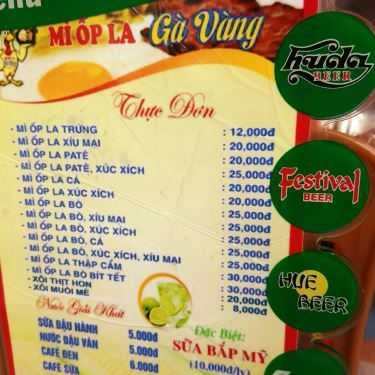 MÌ ỐP LA Gà Vàng
Thực Đơn
- MÌ ỐP LA TRỨNG : 12,000đ
- MÌ ỐP LA XÍU MẠI : 20,000đ
- MÌ ỐP LA PATÊ : 20,000đ
- MÌ ỐP LA PATÊ, XÚC XÍCH : 25,000đ
- MÌ ỐP LA CÁ : 20,000đ
- MÌ ỐP LA XÚC XÍCH : 20,000đ
- MÌ ỐP LA BÒ : 20,000đ
- MÌ ỐP LA BÒ, XÍU MẠI : 25,000đ
- MÌ ỐP LA BÒ, XÚC XÍCH : 25,000đ
- MÌ ỐP LA BÒ, CÁ : 25,000đ
- MÌ ỐP LA BÒ, XÚC XÍCH, XÍU MẠI : 25,000đ
- MÌ ỐP LA THẬP CẨM : 30,000đ
- MÌ ỐP LA BÒ BÍT TẾT : 30,000đ
- XÔI THỊT HON : 20,000đ
- XÔI MUỐI MÈ : 8,000đ
Nước Giải Khát
SỮA ĐẬU HÀNH 5.000đ
NƯỚC ĐẬU VÁN 5.000đ
CAFE ĐEN 5.000đ
CAFE SỮA 6.000đ
Đặc Biệt:
SỮA BẮP MỸ
(10.000đ/ly)
huda
BEER
Festival
BEER
HUE
BEER